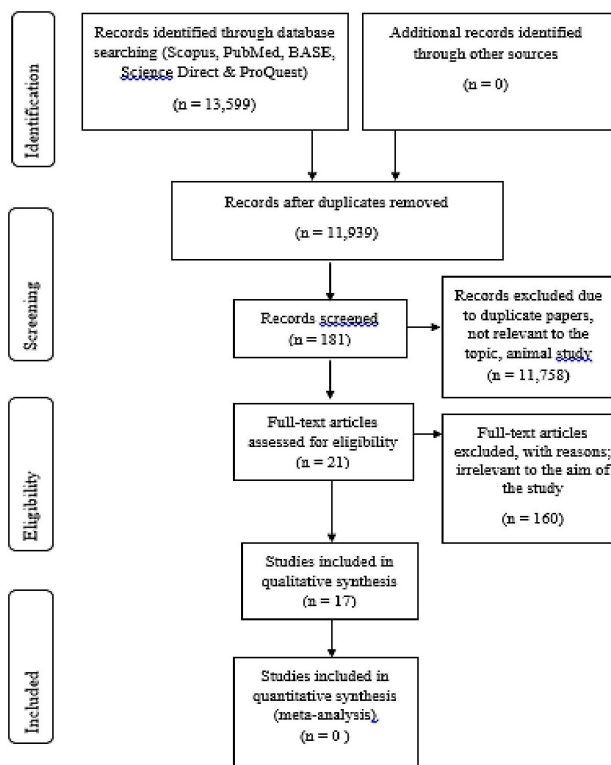 Identification
Records identified through database
searching (Scopus, PubMed, BASE,
Science Direct & ProQuest)
(n = 13,599)
Additional records identified
through other sources
(n = 0)
Records after duplicates removed
(n = 11,939)
Screening
Records screened
(n = 181)
Records excluded due
to duplicate papers,
not relevant to the
topic, animal study
(n = 11,758)
Eligibility
Full-text articles
assessed for eligibility
(n = 21)
Full-text articles
excluded, with reasons;
irrelevant to the aim of
the study
(n = 160)
Studies included in
qualitative synthesis
(n = 17)
Included
Studies included in
quantitative synthesis
(meta-analysis)
(n = 0 )